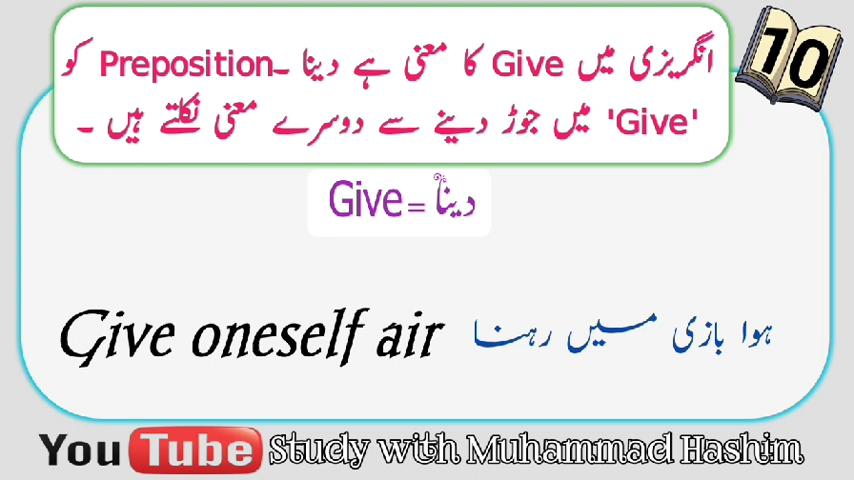 انگریزی میں Give کا معنی ہے دینا ۔Preposition کو
'Give' میں جوڑ دینے سے دوسرے معنی نکلتے ہیں ۔
10
Give = دینا
Give oneself air ہوا بازی میں رہنا
YouTube Study with Muhammad Hashim